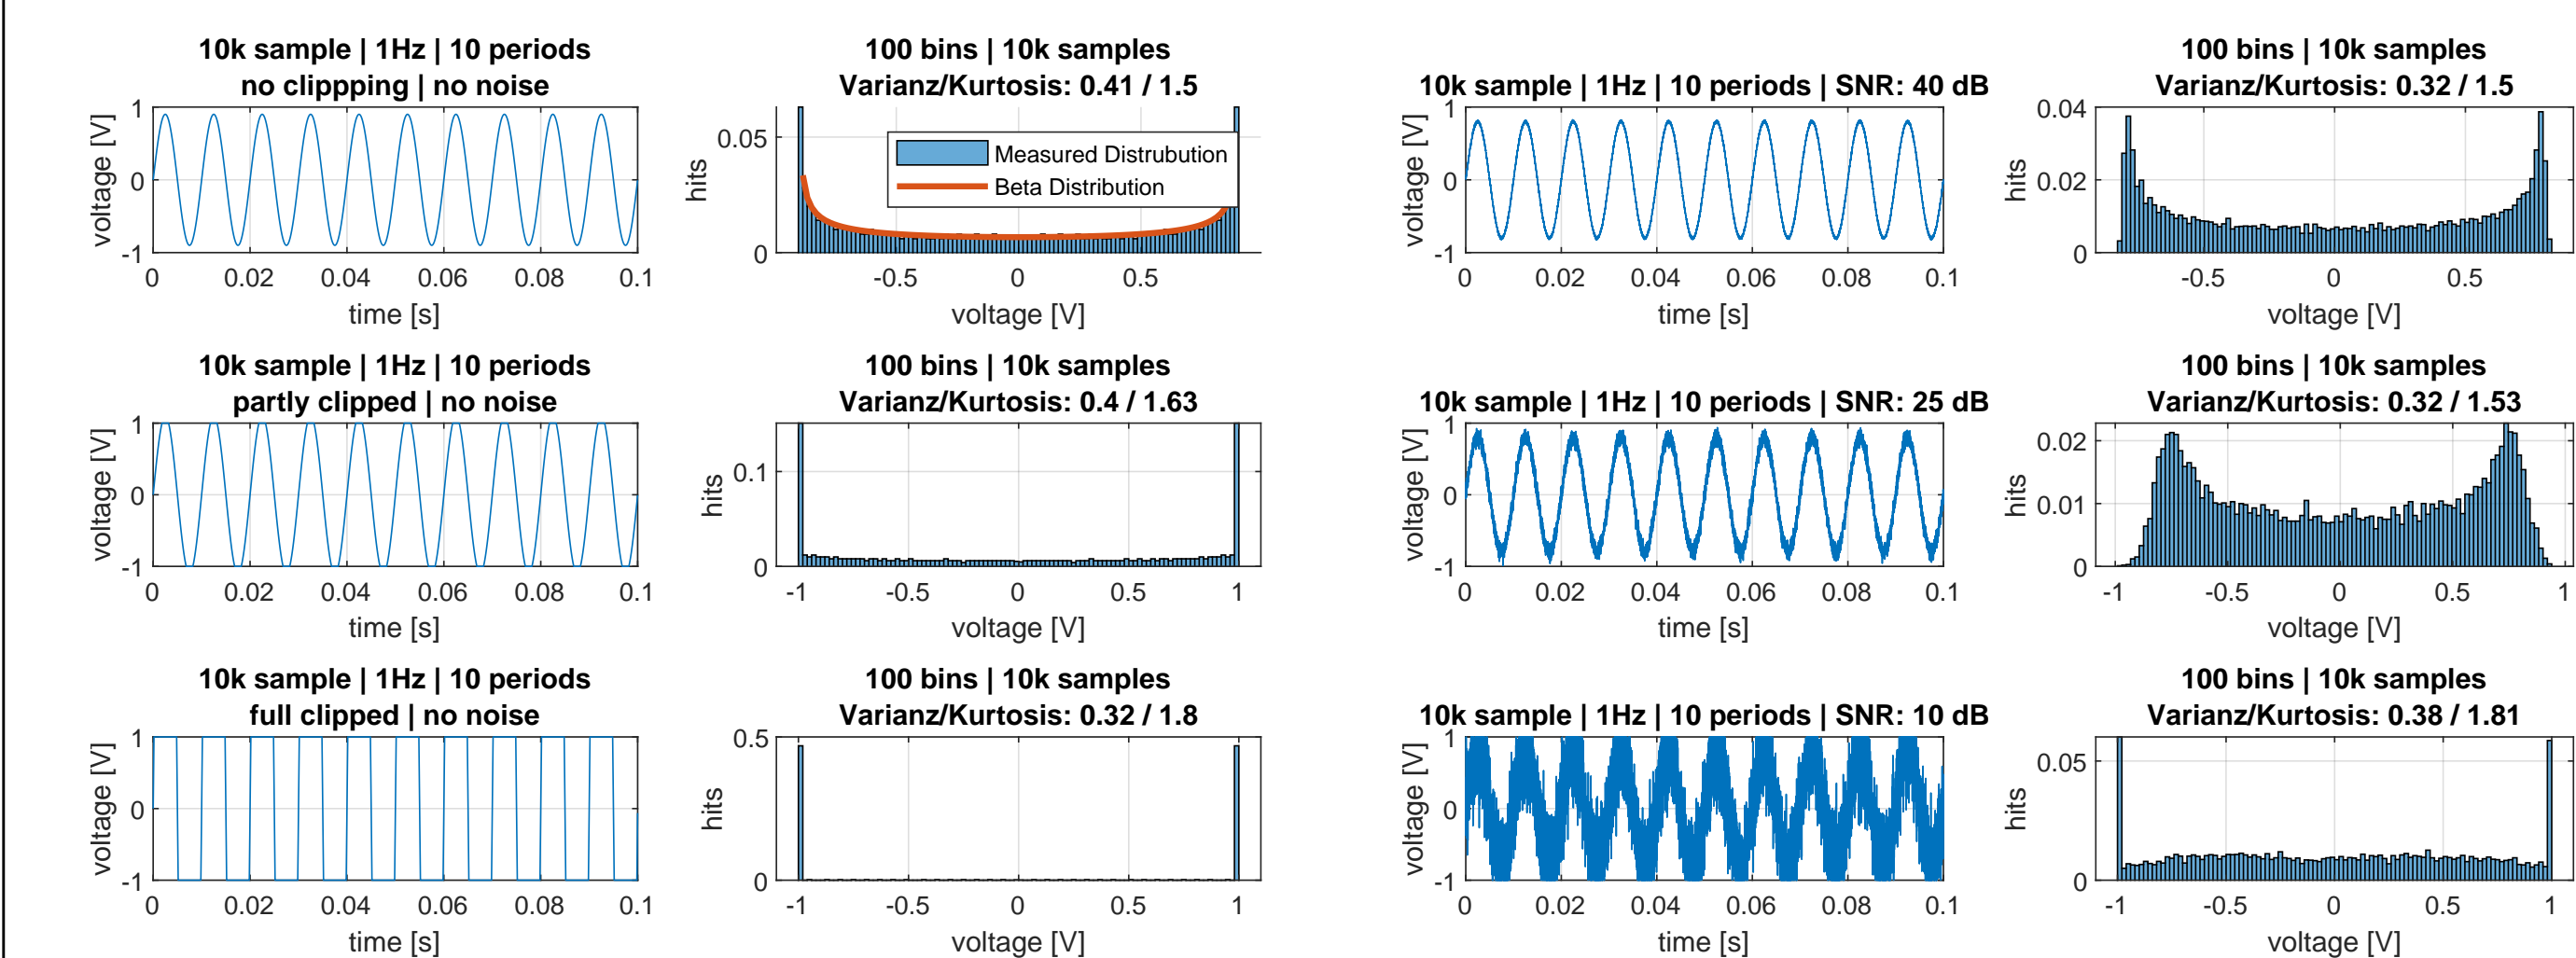 10k sample | 1Hz | 10 periods
no clippping | no noise
1
0
-1
voltage [V]
0
0.02
0.04
0.06
0.08
0.1
time [s]
100 bins | 10k samples
Varianz/Kurtosis: 0.41 / 1.5
0.05
0
hits
Measured Distrubution
Beta Distribution
-0.5
0
0.5
voltage [V]
10k sample | 1Hz | 10 periods | SNR: 40 dB
1
0
-1
voltage [V]
0
0.02
0.04
0.06
0.08
0.1
time [s]
100 bins | 10k samples
Varianz/Kurtosis: 0.32 / 1.5
0.04
0.02
0
hits
-0.5
0
0.5
voltage [V]
10k sample | 1Hz | 10 periods
partly clipped | no noise
1
0
-1
voltage [V]
0
0.02
0.04
0.06
0.08
0.1
time [s]
100 bins | 10k samples
Varianz/Kurtosis: 0.4 / 1.63
0.1
0
hits
-1
-0.5
0
0.5
1
voltage [V]
10k sample | 1Hz | 10 periods | SNR: 25 dB
1
0
-1
voltage [V]
0
0.02
0.04
0.06
0.08
0.1
time [s]
100 bins | 10k samples
Varianz/Kurtosis: 0.32 / 1.53
0.02
0.01
0
hits
-1
-0.5
0
0.5
1
voltage [V]
10k sample | 1Hz | 10 periods
full clipped | no noise
1
0
-1
voltage [V]
0
0.02
0.04
0.06
0.08
0.1
time [s]
100 bins | 10k samples
Varianz/Kurtosis: 0.32 / 1.8
0.5
0
hits
-1
-0.5
0
0.5
1
voltage [V]
10k sample | 1Hz | 10 periods | SNR: 10 dB
1
0
-1
voltage [V]
0
0.02
0.04
0.06
0.08
0.1
time [s]
100 bins | 10k samples
Varianz/Kurtosis: 0.38 / 1.81
0.05
0
hits
-1
-0.5
0
0.5
1
voltage [V]